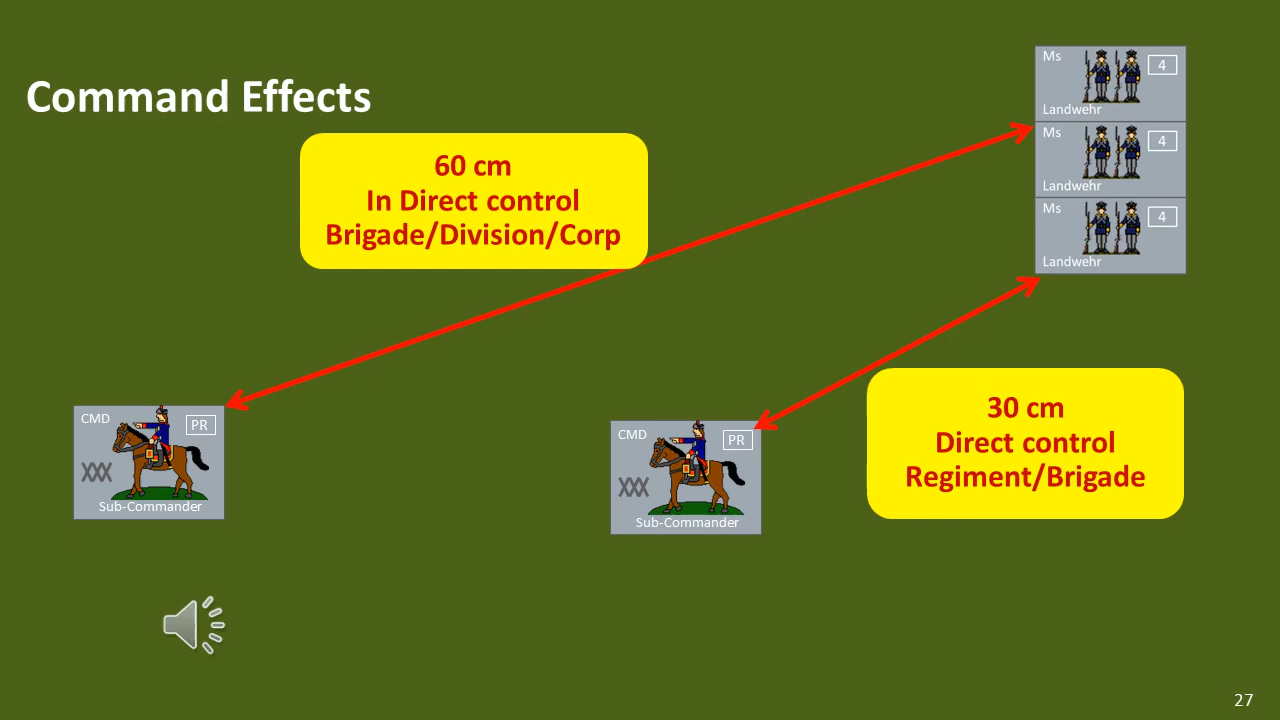 Command Effects
60 cm
In Direct control
Brigade/Division/Corp
Ms
4
Landwehr
Ms
4
Landwehr
Ms
4
Landwehr
30 cm
Direct control
Regiment/Brigade
CMD
PR
XXX
Sub-Commander
CMD
PR
XXX
Sub-Commander
27